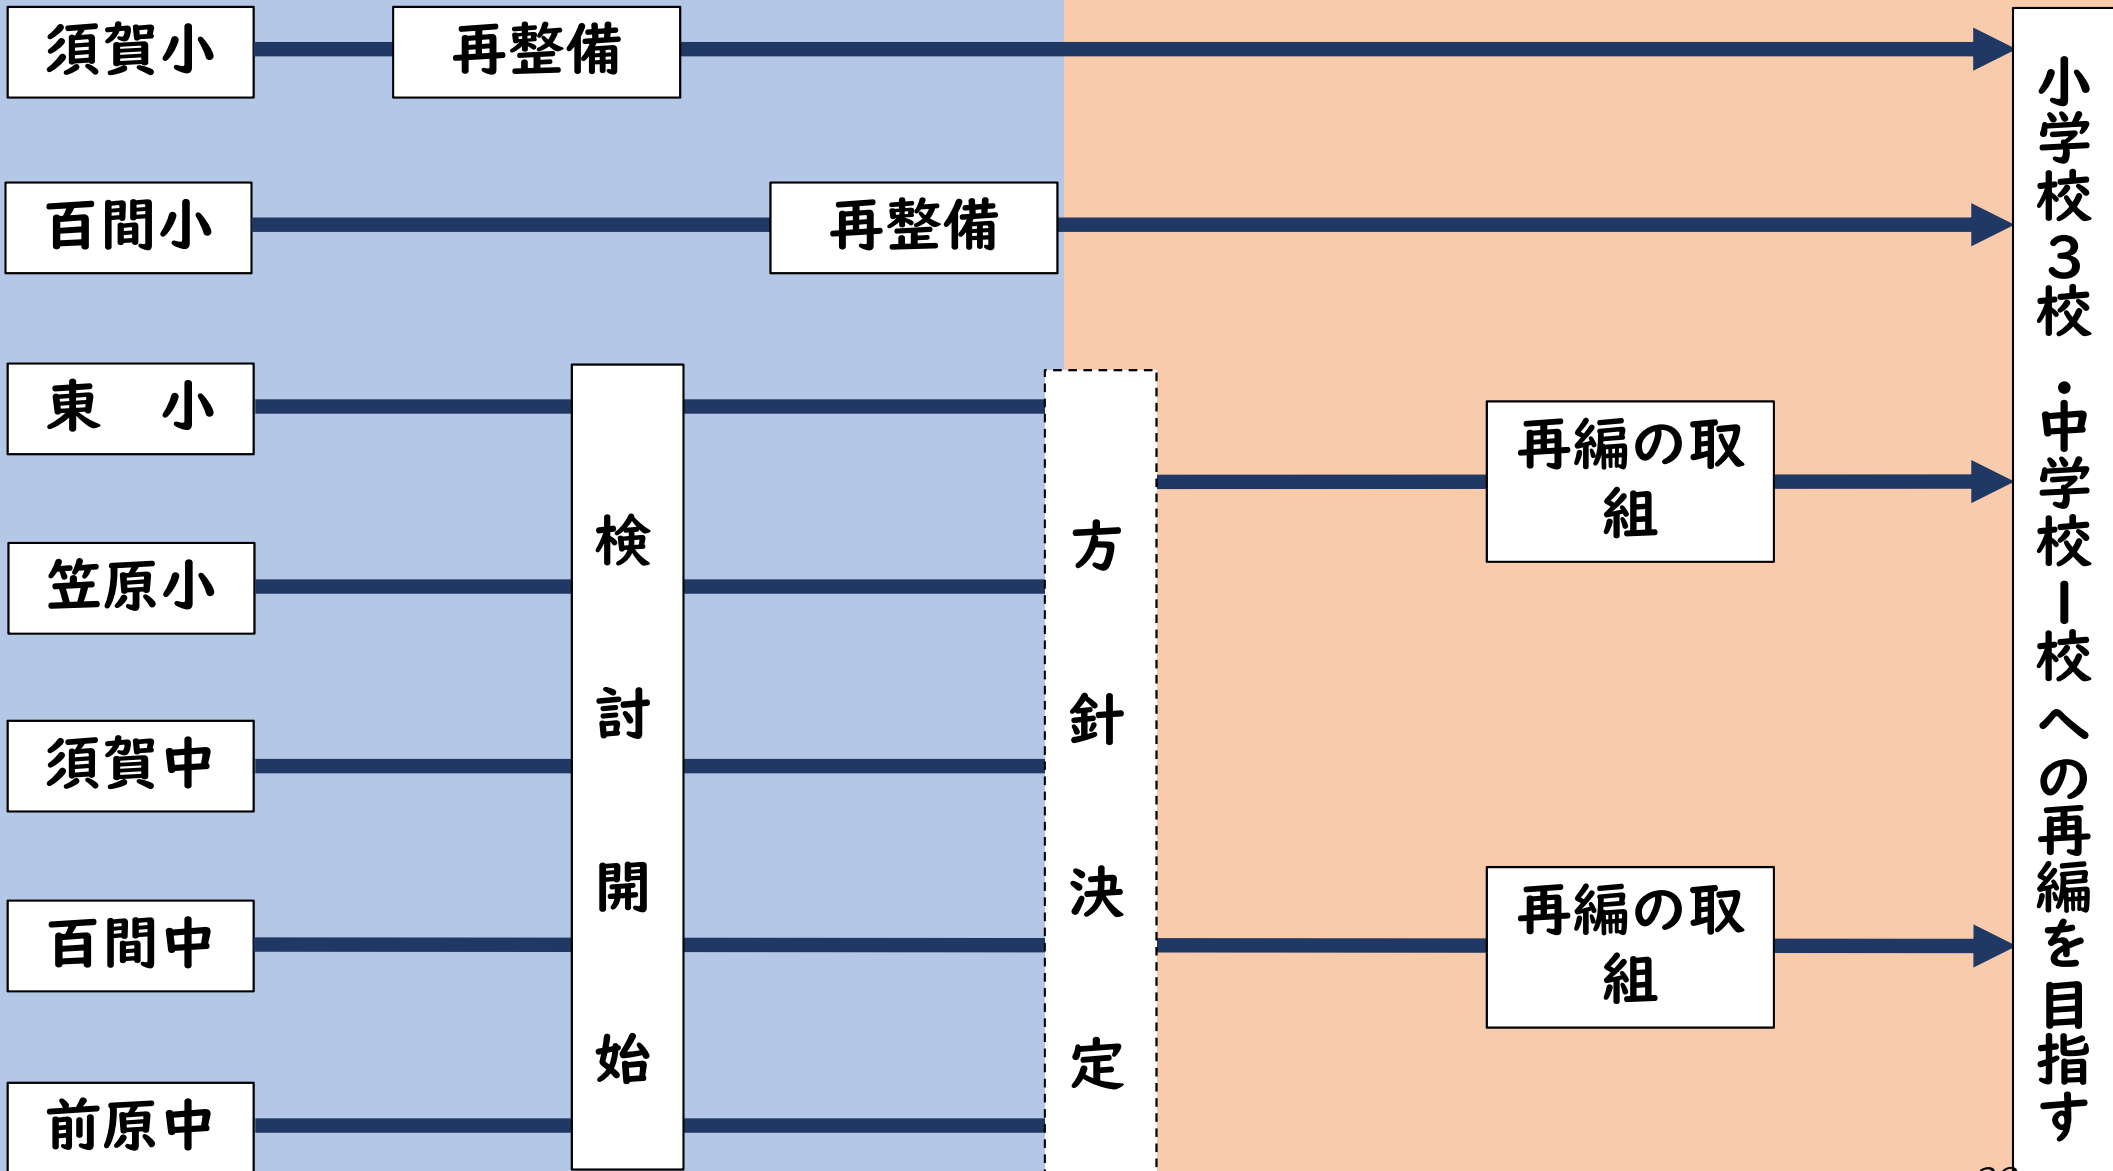 須賀小
再整備
百間小
再整備
東　小
笠原小
須賀中
百間中
前原中
検討開始
方針決定
再編の取
組
再編の取
組
小学校３校・中学校１校への再編を目指す